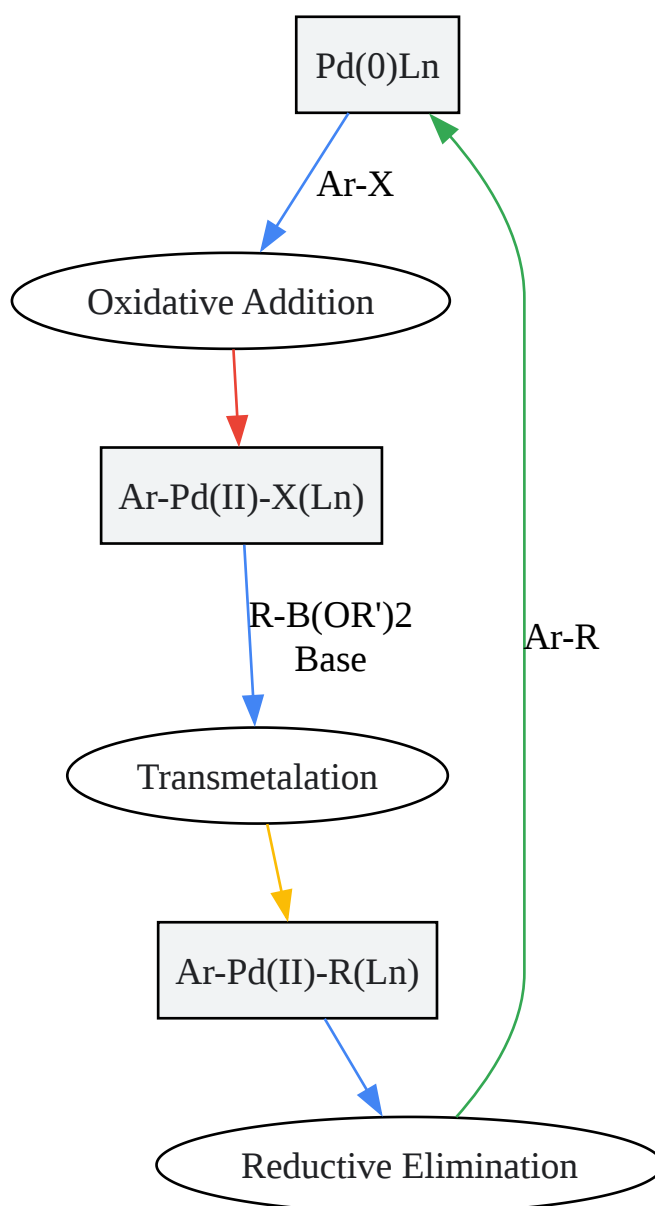 Pd(0)Ln
Ar-X
Oxidative Addition
Ar-Pd(II)-X(Ln)
R-B(OR')2
Base
Ar-R
Transmetalation
Ar-Pd(II)-R(Ln)
Reductive Elimination